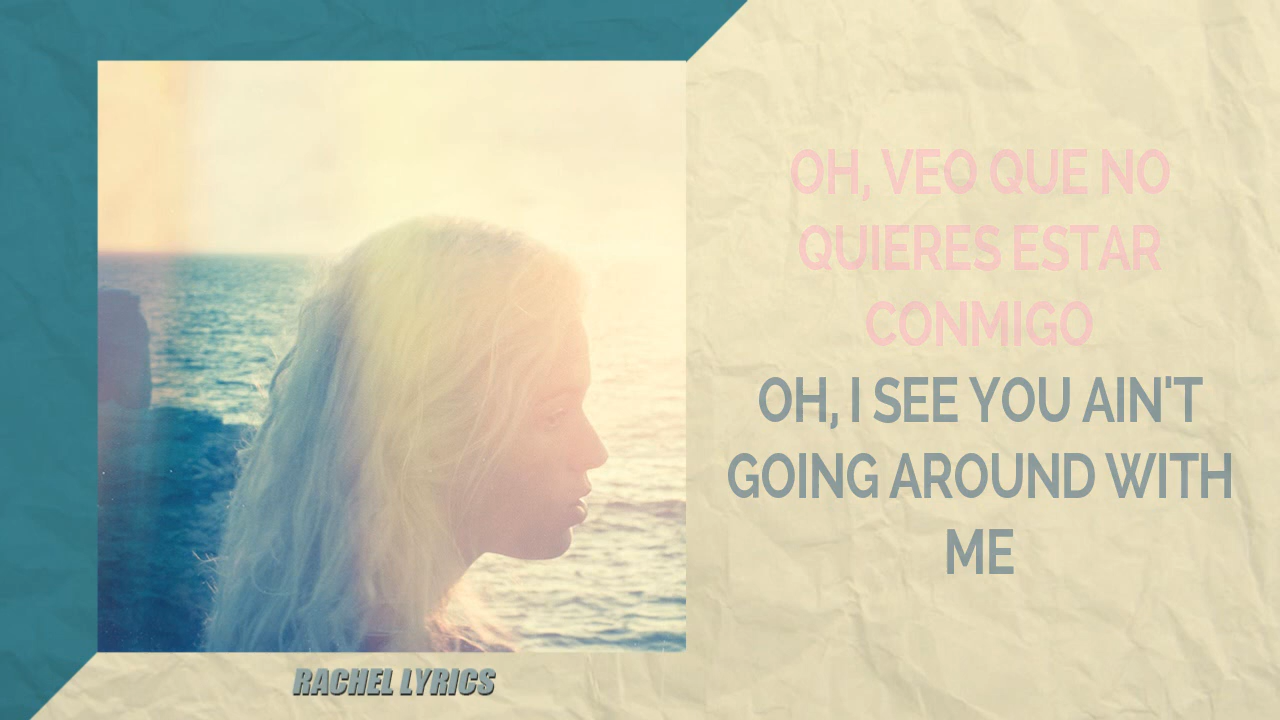 OH, VEO QUE NO
QUIERES ESTAR
CONMIGO
OH, I SEE YOU AIN'T
GOING AROUND WITH
ME
RACHEL LYRICS